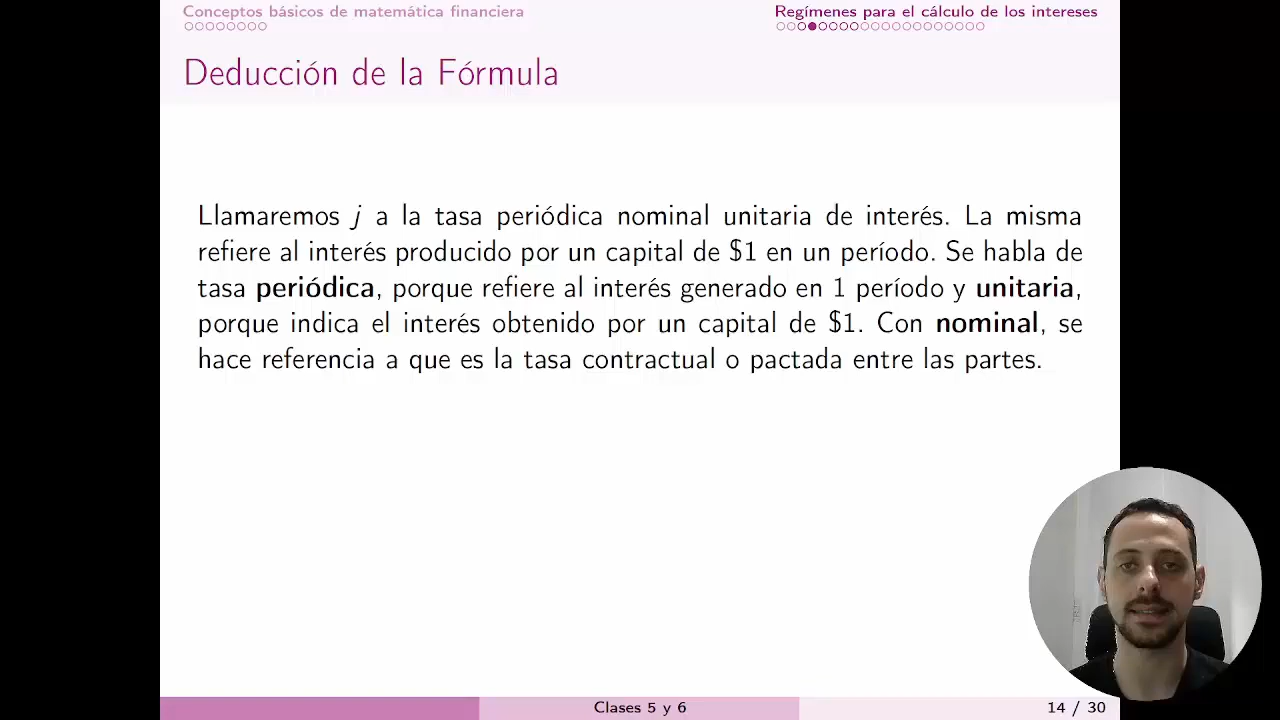 Conceptos básicos de matemática financiera
Regímenes para el cálculo de los intereses
Deducción de la Fórmula
Llamaremos j a la tasa periódica nominal unitaria de interés. La misma
refiere al interés producido por un capital de $1 en un período. Se habla de
tasa periódica, porque refiere al interés generado en 1 período y unitaria,
porque indica el interés obtenido por un capital de $1. Con nominal, se
hace referencia a que es la tasa contractual o pactada entre las partes.
Clases 5 y 6
14 / 30